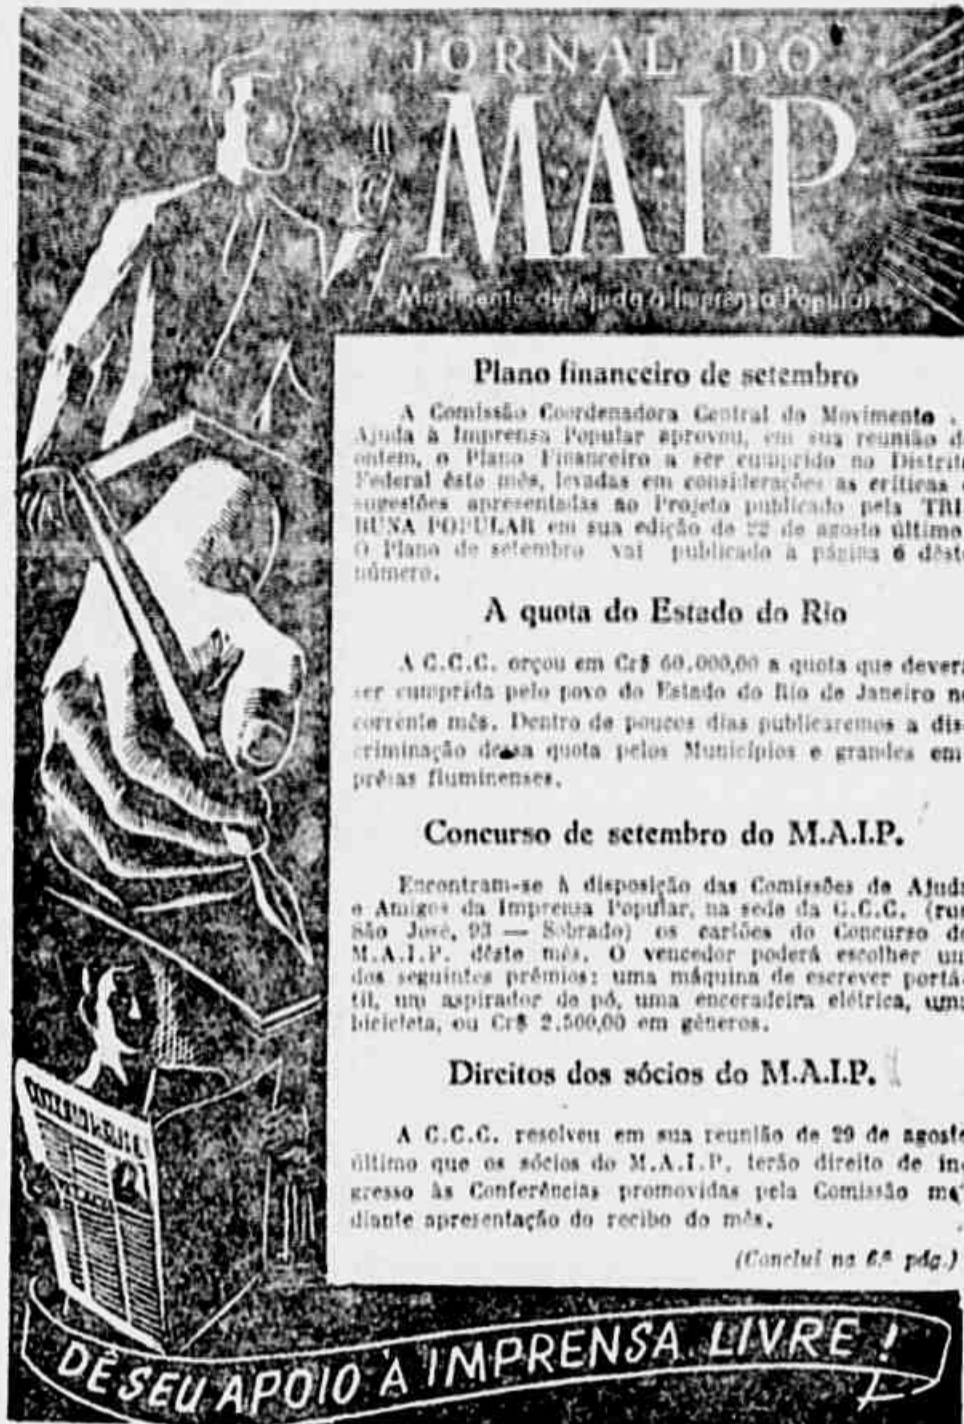 JORNAL DO
M.A.I.P.
Movimento de Ajuda à Imprensa Popular
Plano financeiro de setembro
A Comissão Coordenadora Central do Movimento .
Ajuda à Imprensa Popular aprovou, em sua reunião d
ontem, o Plano Financeiro a ser cumprido no Distrit
Federal êste mês, levadas em considerações as críticas e
sugestões apresentadas ao Projeto publicado pela TRI
BUNA POPULAR em sua edição de 22 de agosto último.
O Plano de setembro vai publicado à página 6 dêste
número.
A quota do Estado do Rio
A C.C.C. orçou em Cr$ 60.000,00 a quota que deverá
ser cumprida pelo povo do Estado do Rio de Janeiro no
corrente mês. Dentro de poucos dias publicaremos a dis-
criminação dessa quota pelos Municípios e grandes em-
prêsas fluminenses.
Concurso de setembro do M.A.I.P.
Encontram-se à disposição das Comissões de Ajuda
e Amigos da Imprensa Popular, na sede da C.C.C. (rua
São José, 93 — Sobrado) os cartões do Concurso do
M.A.I.P. dêste mês. O vencedor poderá escolher um
dos seguintes prêmios: uma máquina de escrever portá-
til, um aspirador de pó, uma enceradeira elétrica, uma
bicicleta, ou Cr$ 2.500,00 em gêneros.
Direitos dos sócios do M.A.I.P.
A C.C.C. resolveu em sua reunião de 29 de agosto
último que os sócios do M.A.I.P. terão direito de in-
gresso às Conferências promovidas pela Comissão me-
diante apresentação do recibo do mês.
(Conclui na 6.ª pág.)
DÊ SEU APOIO À IMPRENSA LIVRE!